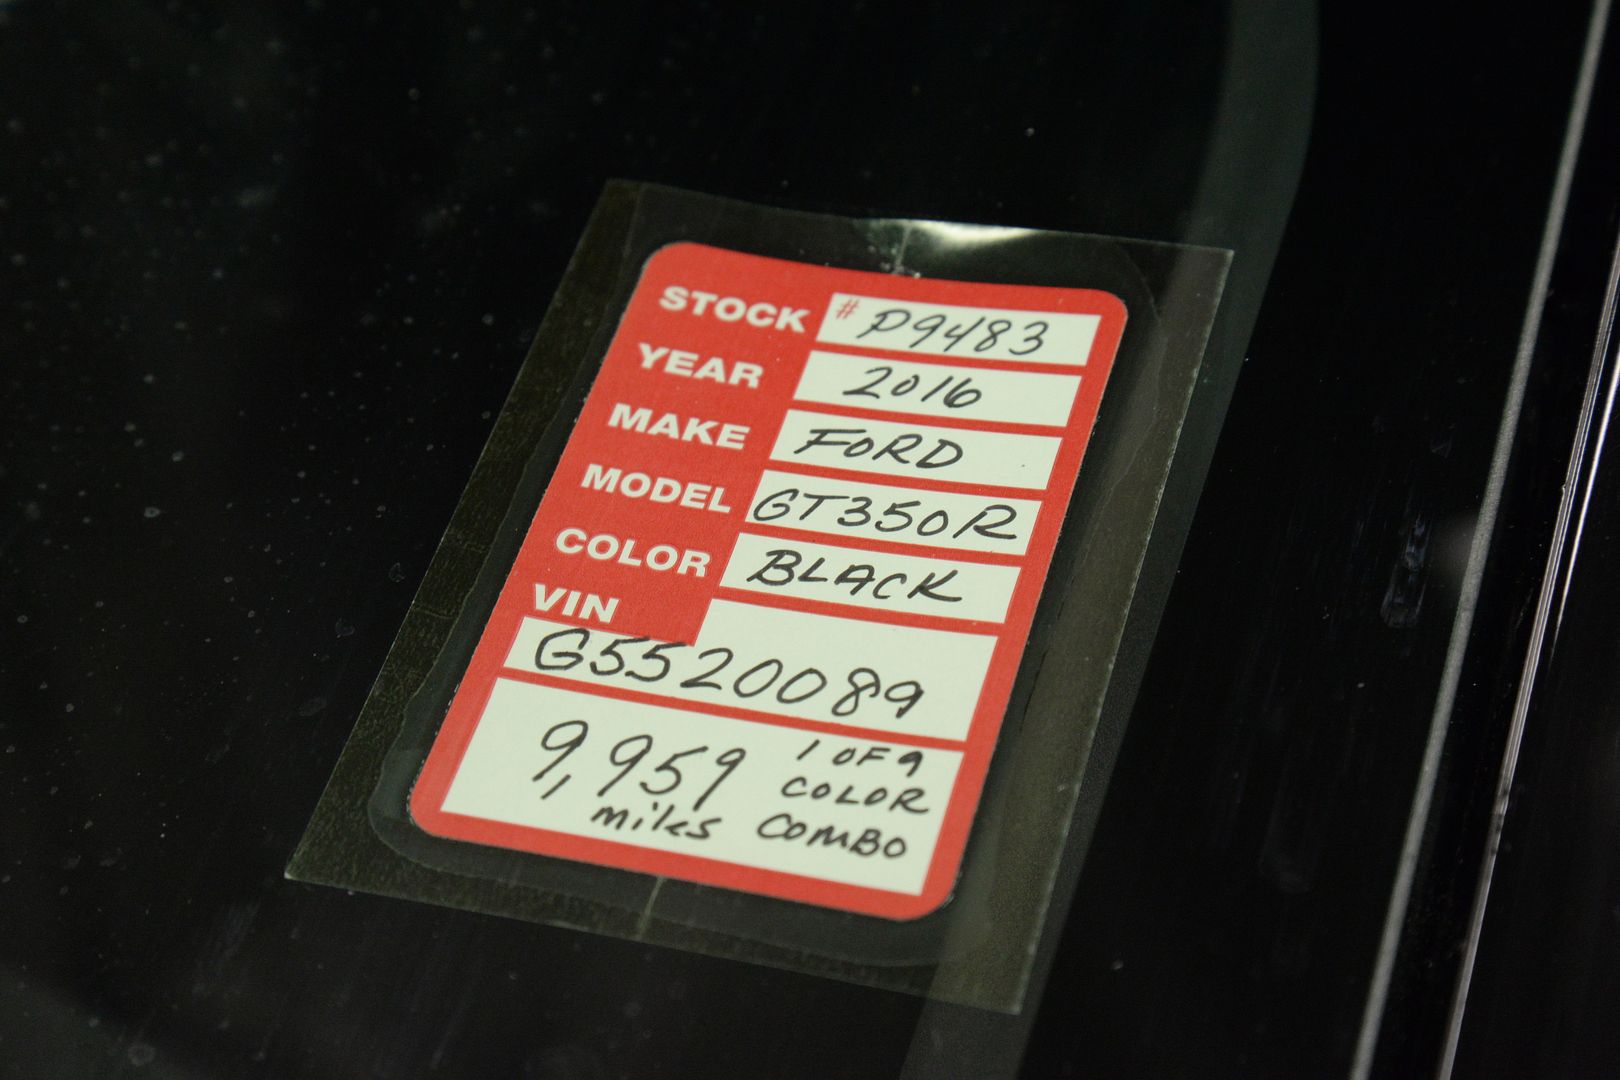 STOCK # P9483
YEAR 2016
MAKE FORD
MODEL GT350R
COLOR BLACK
VIN
G5520089
9,959 miles
1 OF 9
COLOR
COMBO